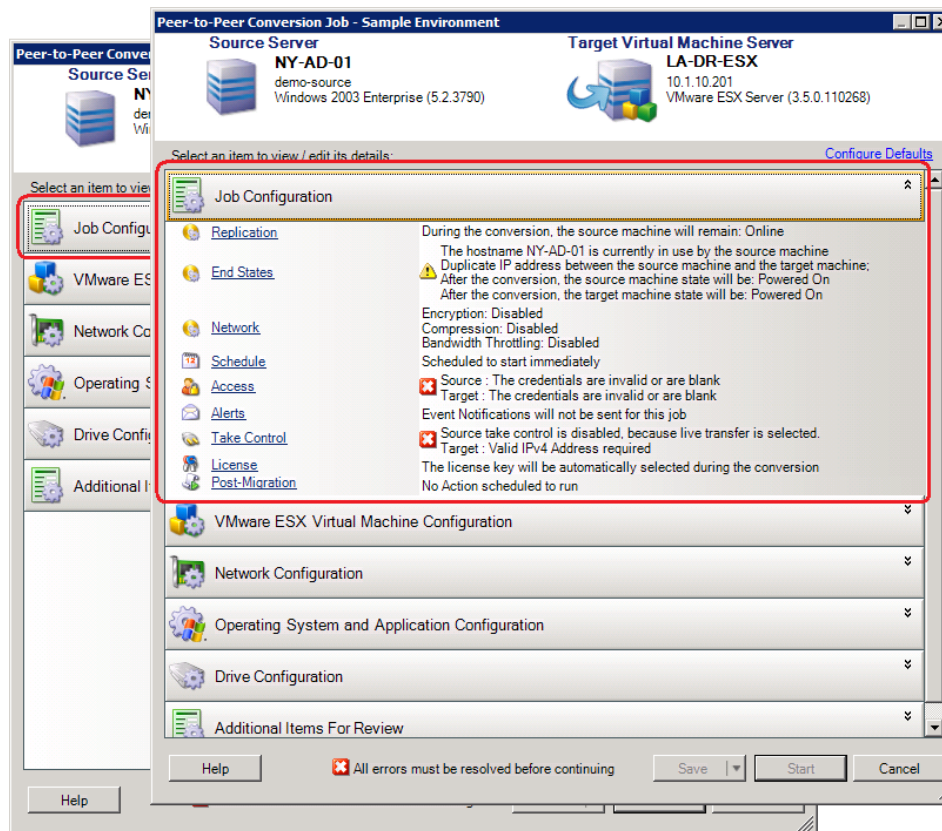 Peer-to-Peer Conversion Job - Sample Environment
Source Server
NY-AD-01
demo-source
Windows 2003 Enterprise (5.2.3790)
Target Virtual Machine Server
LA-DR-ESX
10.1.10.201
VMware ESX Server (3.5.0.110268)
Select an item to view / edit its details:
Configure Defaults
Job Configuration
Replication
During the conversion, the source machine will remain: Online
End States
The hostname NY-AD-01 is currently in use by the source machine
Duplicate IP address between the source machine and the target machine;
After the conversion, the source machine state will be: Powered On
After the conversion, the target machine state will be: Powered On
Network
Encryption: Disabled
Compression: Disabled
Bandwidth Throttling: Disabled
Schedule
Scheduled to start immediately
Access
Source : The credentials are invalid or are blank
Target : The credentials are invalid or are blank
Alerts
Event Notifications will not be sent for this job
Take Control
Source take control is disabled, because live transfer is selected.
Target : Valid IPv4 Address required
License
The license key will be automatically selected during the conversion
Post-Migration
No Action scheduled to run
VMware ESX Virtual Machine Configuration
Network Configuration
Operating System and Application Configuration
Drive Configuration
Additional Items For Review
Help
All errors must be resolved before continuing
Save
Start
Cancel
Peer-to-Peer Conver
Source Ser
Select an item to view
Job Configu
VMware ES
Network Co
Operating S
Drive Config
Additional I
Help